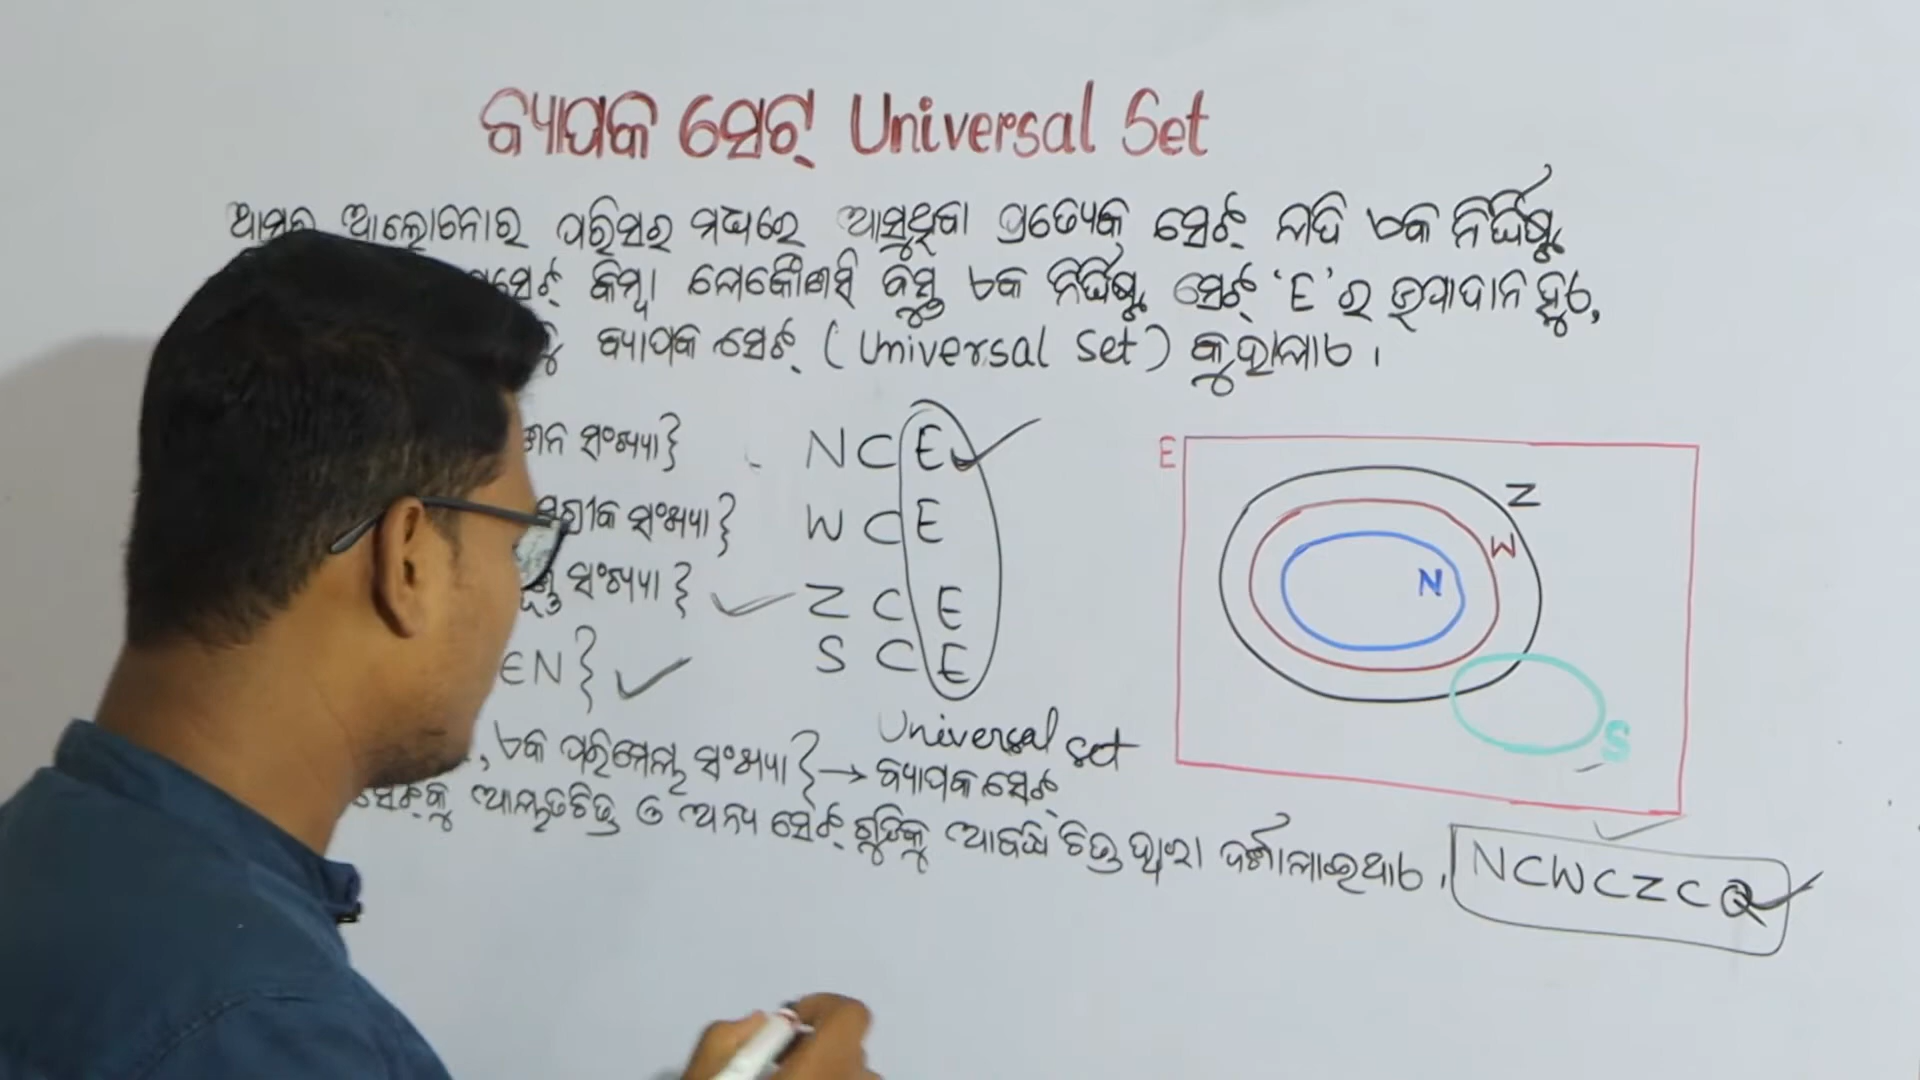 ବ୍ୟାପକ ସେଟ୍ Universal Set
ଆମର ଆଲୋଚନାର ପରିସର ମଧ୍ୟରେ ଆସୁଥିବା ପ୍ରତ୍ୟେକ ସେଟ୍ ଯଦି ଏକ ନିର୍ଦ୍ଦିଷ୍ଟ
ସେଟ୍ କିମ୍ବା ଯେକୌଣସି ବସ୍ତୁ ଏକ ନିର୍ଦ୍ଦିଷ୍ଟ ସେଟ୍ 'E' ର ଉପାଦାନ ହୁଏ,
ବ୍ୟାପକ ସେଟ୍ (Universal Set) କୁହାଯାଏ ।
ସଂଖ୍ୟା} N ⊂ E
ସଂଖ୍ୟା} W ⊂ E
ସଂଖ୍ୟା} Z ⊂ E
∈N} S ⊂ E
Universal set
, ଏକ ପରିମେୟ ସଂଖ୍ୟା} → ବ୍ୟାପକ ସେଟ୍
ସେଟ୍‌କୁ ଆୟତଚିତ୍ର ଓ ଅନ୍ୟ ସେଟ୍ ଗୁଡ଼ିକୁ ଆବଦ୍ଧ ଚିତ୍ର ଦ୍ୱାରା ଦର୍ଶାଯାଇଥାଏ ।
E
Z
W
N
S
N⊂W⊂Z⊂Q